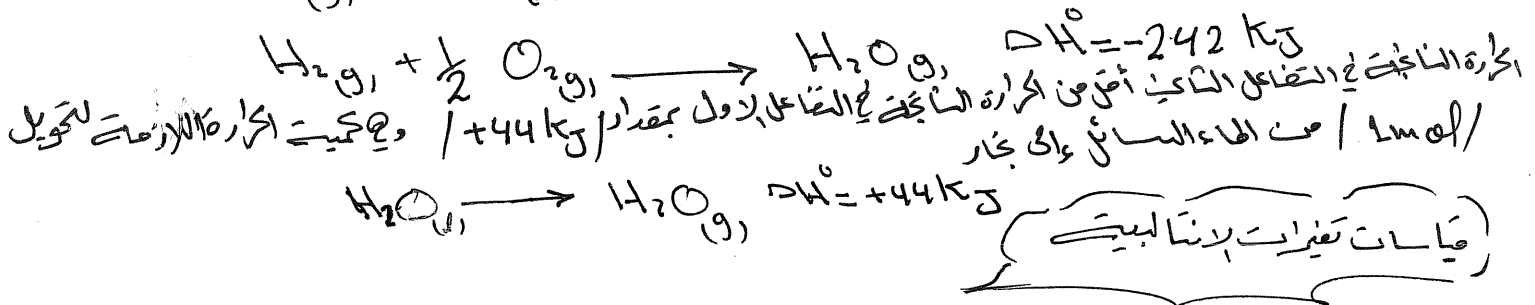 H₂(g) + 1/2 O₂(g) ⟶ H₂O(g) ΔH°= -242 kJ
الحرارة الناتجة في التفاعل الثاني أقل من الحرارة الناتجة في التفاعل الاول بمقدار /+44 kJ/ وهي كمية الحرارة اللازمة لتحويل
/1mol/ من الماء السائل إلى بخار
H₂O(l) ⟶ H₂O(g) ΔH°= +44 kJ
(قياسات تغيرات الانتالبية)